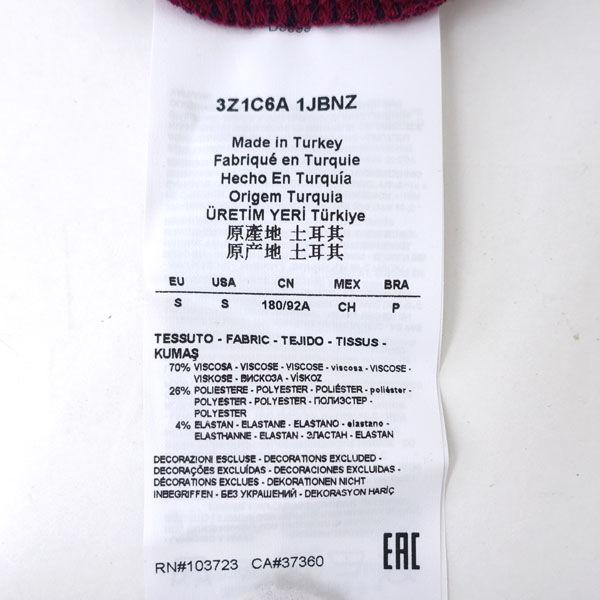 3Z1C6A 1JBNZ
Made in Turkey
Fabriqué en Turquie
Hecho En Turquía
Origem Turquia
ÜRETİM YERİ Türkiye
原產地 土耳其
原产地 土耳其
EU USA CN MEX BRA
S S 180/92A CH P
TESSUTO - FABRIC - TEJIDO - TISSUS -
KUMAŞ
70% VISCOSA - VISCOSE - VISCOSE - viscosa - VISCOSE -
VISKOSE - ВИСКОЗА - VİSKOZ
26% POLIESTERE - POLYESTER - POLIÉSTER - poliéster -
POLYESTER - POLYESTER - ПОЛИЭСТЕР -
POLYESTER
4% ELASTAN - ELASTANE - ELASTANO - elastano -
ELASTHANNE - ELASTAN - ЭЛАСТАН - ELASTAN
DECORAZIONI ESCLUSE - DECORATIONS EXCLUDED -
DECORAÇÕES EXCLUÍDAS - DECORACIONES EXCLUIDAS -
DÉCORATIONS EXCLUES - DEKORATIONEN NICHT
INBEGRIFFEN - БЕЗ УКРАШЕНИЙ - DEKORASYON HARİÇ
RN#103723 CA#37360 EAC